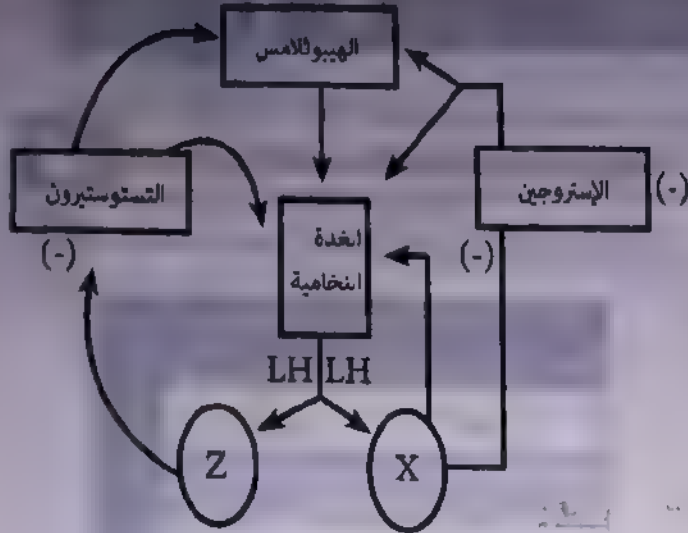 الهيبوثلامس
التستوستيرون
الإستروجين
(-)
الغدة
النخامية
(-)
(-)
LH LH
Z
X